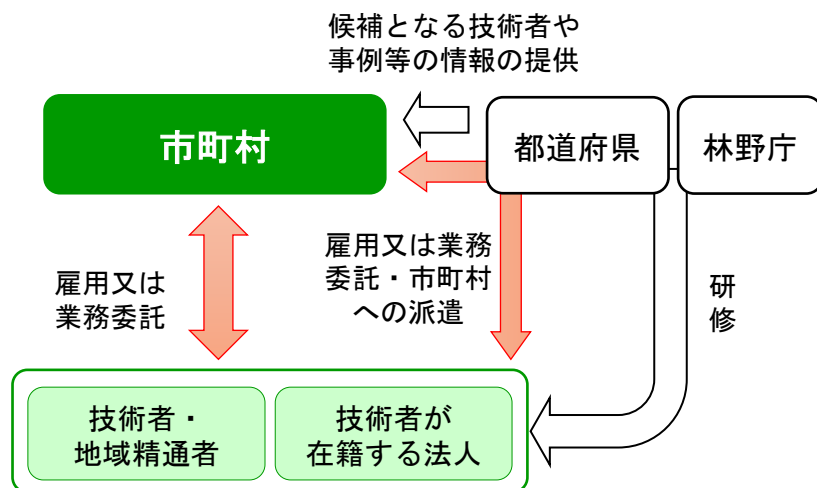 候補となる技術者や
事例等の情報の提供
市町村
都道府県
林野庁
雇用又は
業務委託
雇用又は業務
委託・市町村
への派遣
研
修
技術者・
地域精通者
技術者が
在籍する法人